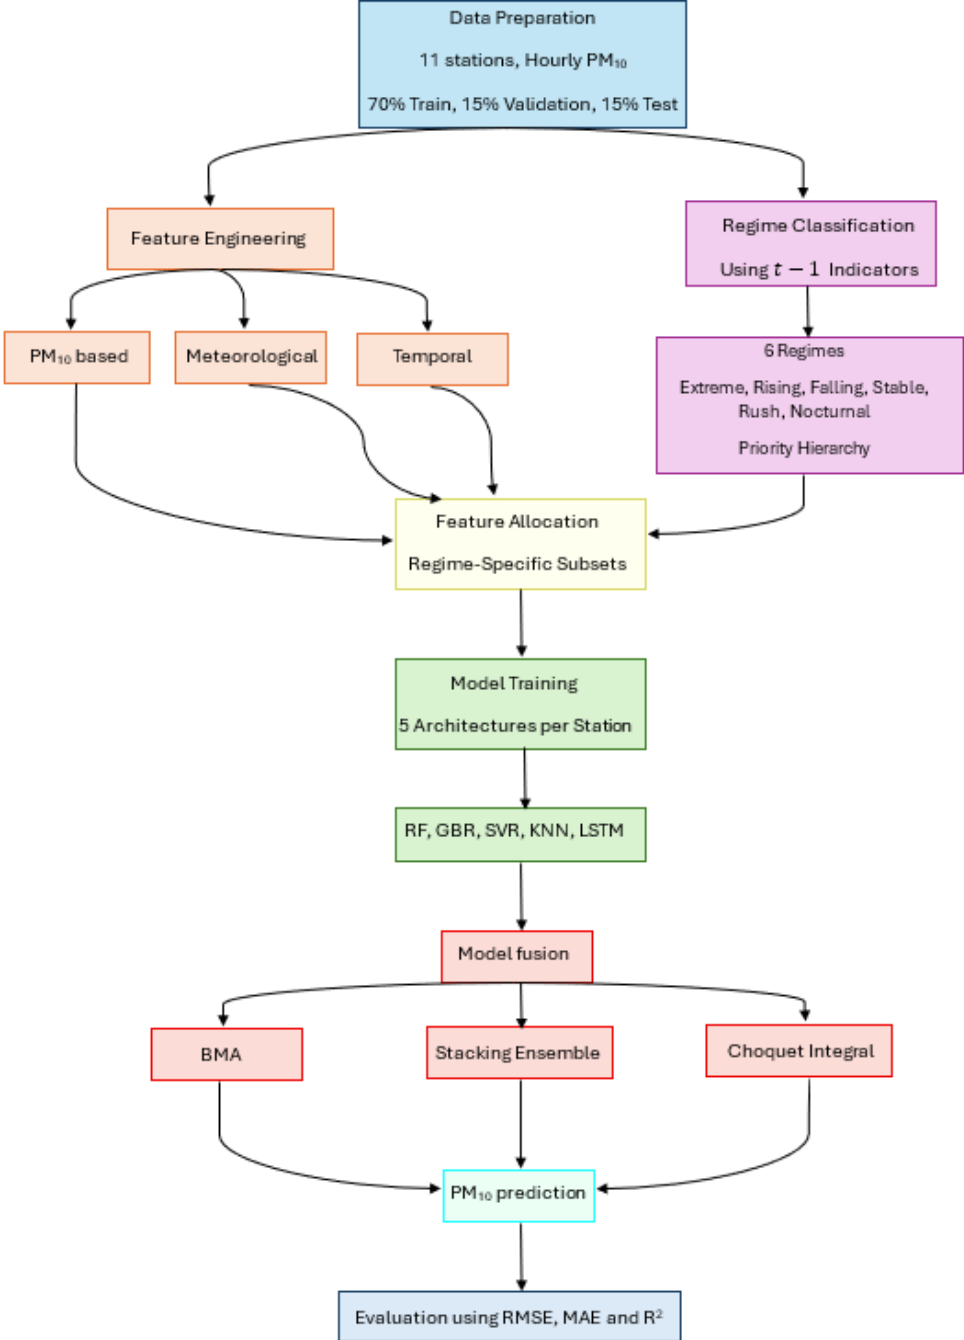 Data Preparation
11 stations, Hourly PM₁₀
70% Train, 15% Validation, 15% Test
Feature Engineering
Regime Classification
Using t − 1 Indicators
PM₁₀ based
Meteorological
Temporal
6 Regimes
Extreme, Rising, Falling, Stable,
Rush, Nocturnal
Priority Hierarchy
Feature Allocation
Regime-Specific Subsets
Model Training
5 Architectures per Station
RF, GBR, SVR, KNN, LSTM
Model fusion
BMA
Stacking Ensemble
Choquet Integral
PM₁₀ prediction
Evaluation using RMSE, MAE and R²